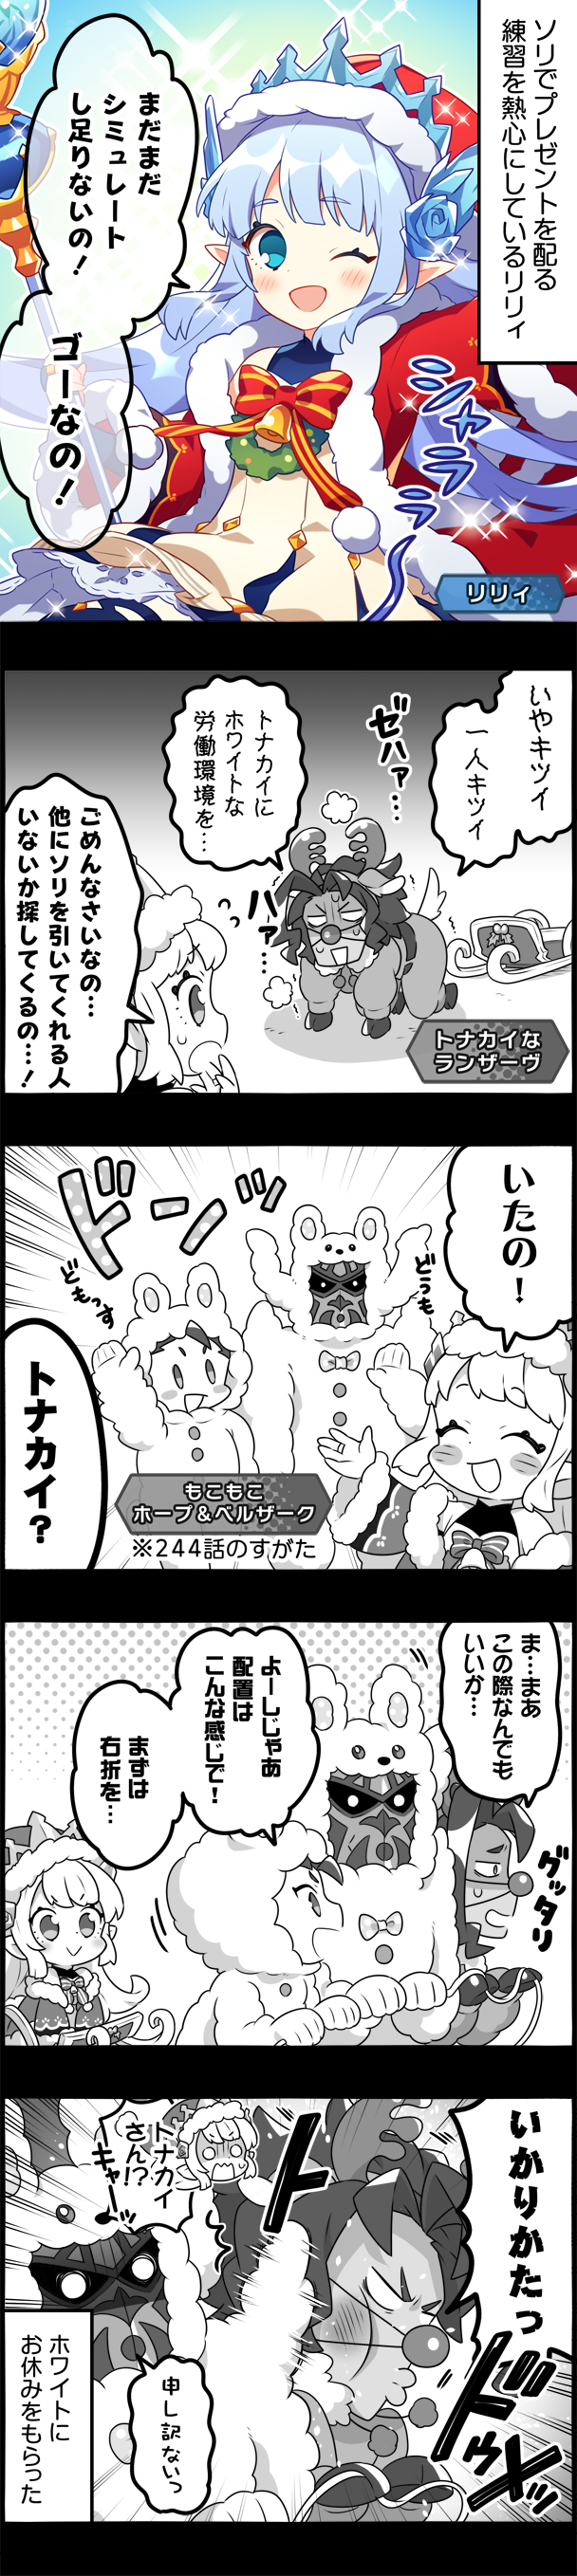 ソリでプレゼントを配る
練習を熱心にしているリリィ
まだまだ
シミュレート
し足りないの！
ゴーなの！
シャララ
リリィ
いやキツイ
一人キツイ
ゼハァ…
トナカイに
ホワイトな
労働環境を…
ハァ…
ごめんなさいなの…
他にソリを引いてくれる人
いないか探してくるの…！
トナカイな
ランザーヴ
いたの！
ドーンッ
どうも
どもっす
トナカイ？
もこもこ
ホープ＆ベルザーク
※244話のすがた
ま…まあ
この際なんでも
いいか…
グッタリ
よーしじゃあ
配置は
こんな感じで！
まずは
右折を…
いかりかたっ
ドゥメッ
ト
トナカイ
さん!?
キャーッ
申し訳ないっ
ホワイトに
お休みをもらった